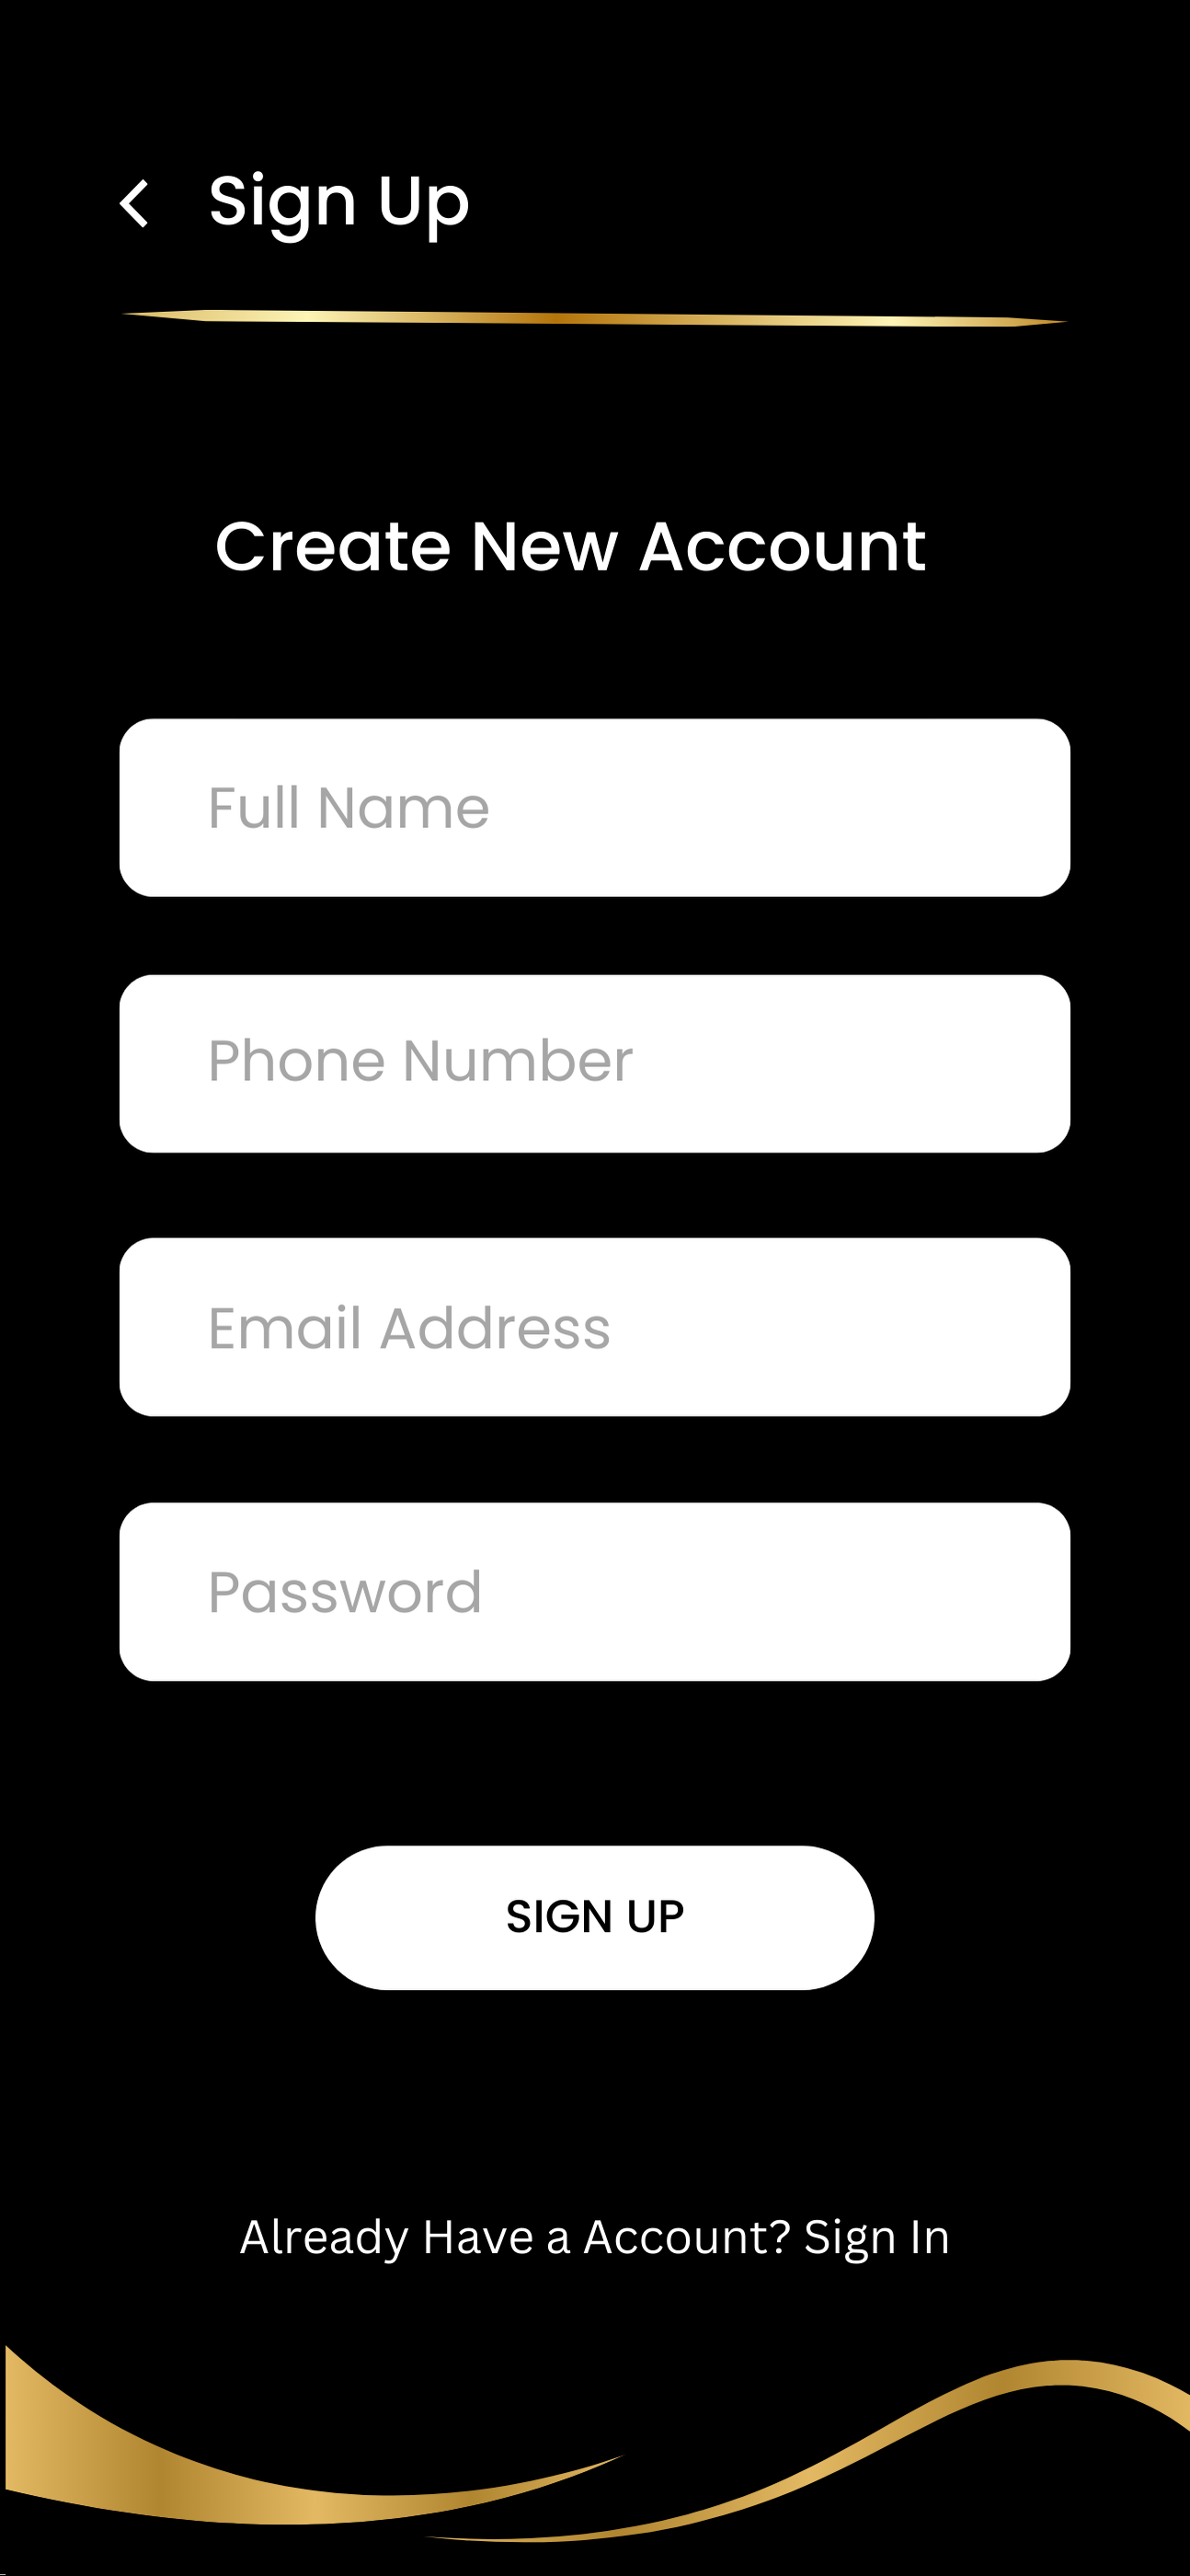 Sign Up
Create New Account
Full Name
Phone Number
Email Address
Password
SIGN UP
Already Have a Account? Sign In